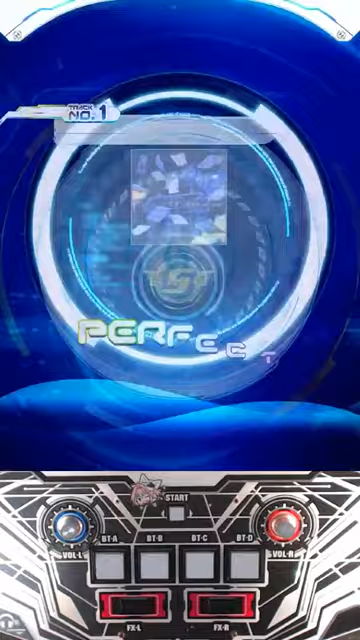 TRACK
NO. 1
PERFECT
START
BT-A
BT-B
BT-C
BT-D
VOL-L
VOL-R
FX-L
FX-R